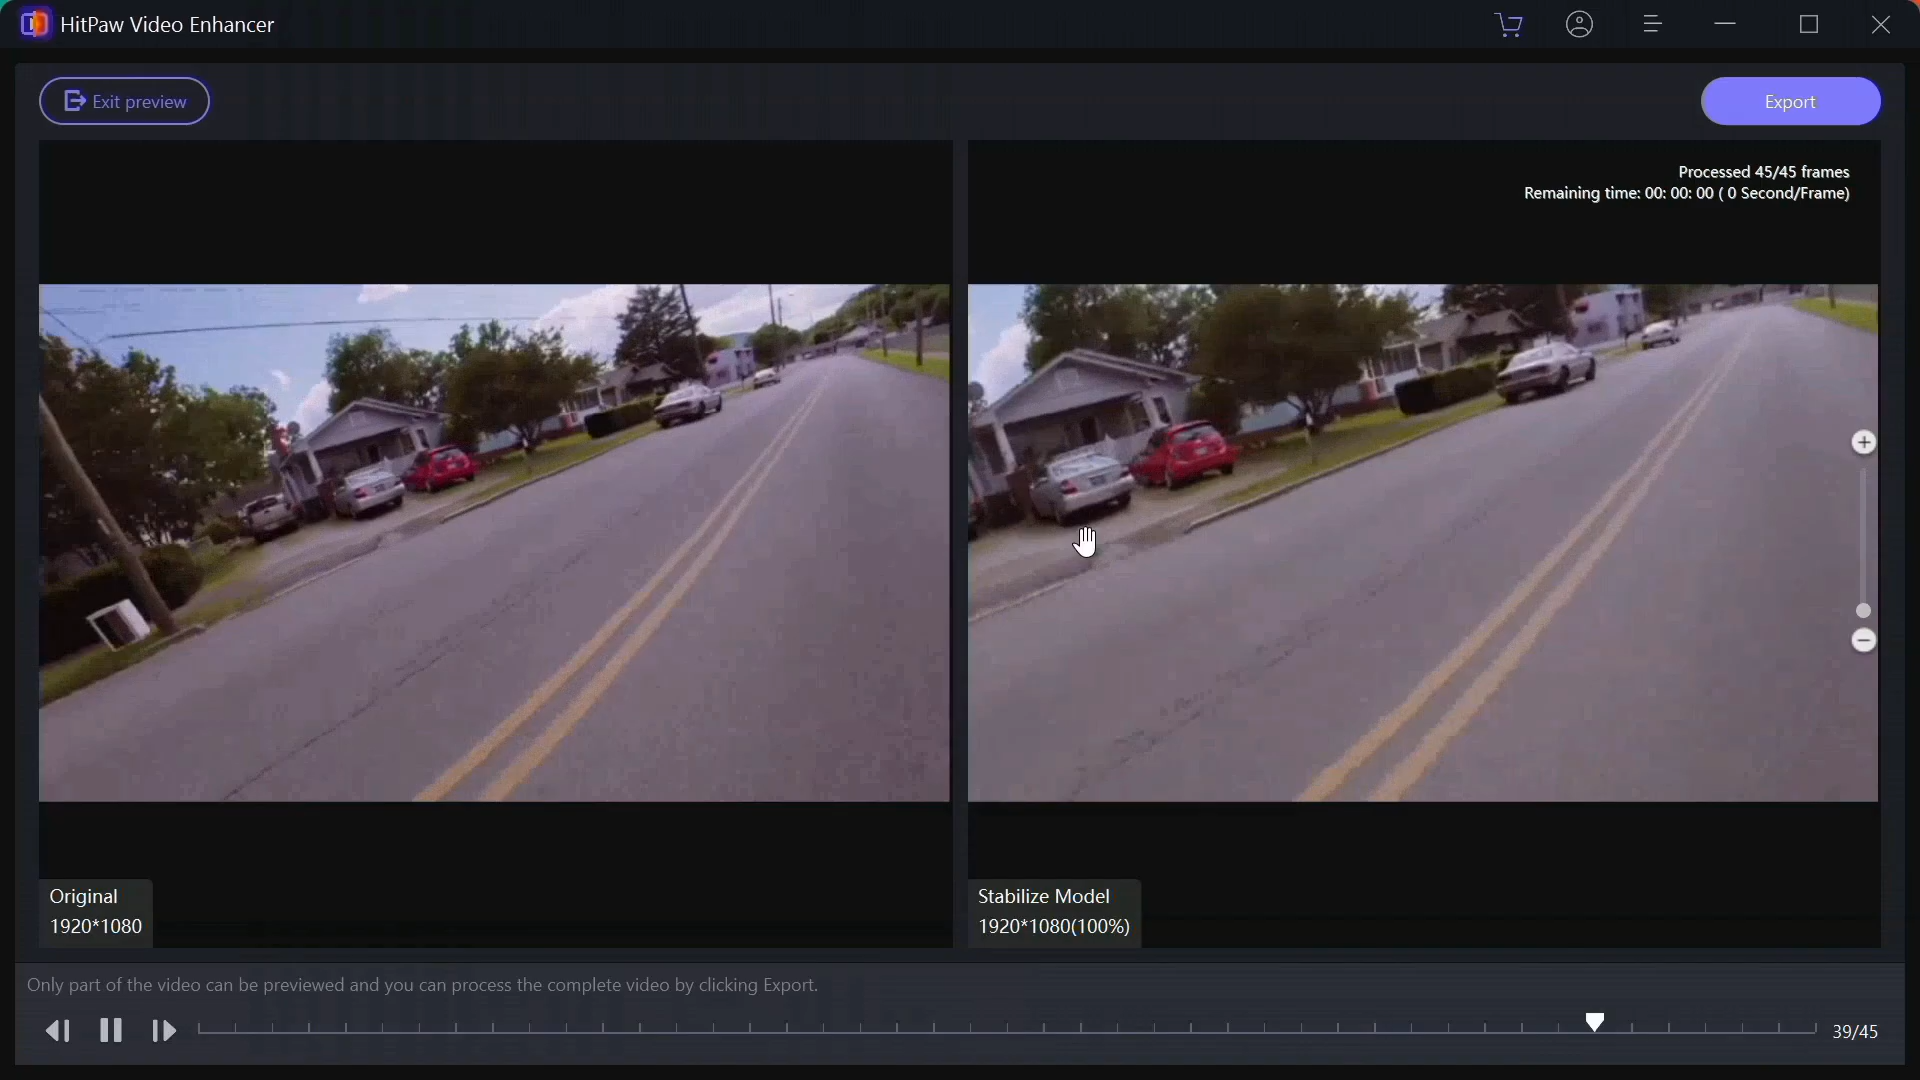 HitPaw Video Enhancer
Exit preview
Export
Processed 45/45 frames
Remaining time: 00: 00: 00 ( 0 Second/Frame)
Original
1920*1080
Stabilize Model
1920*1080(100%)
Only part of the video can be previewed and you can process the complete video by clicking Export.
39/45